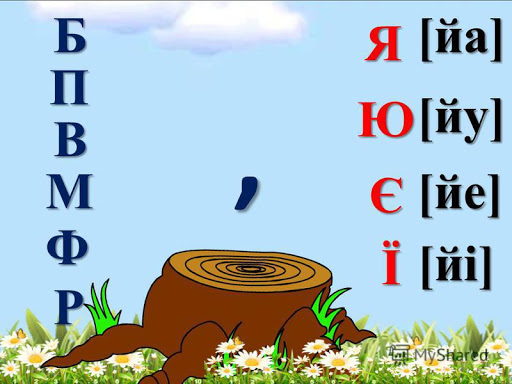 Б
П
В
М
Ф
Р
,
Я [йа]
Ю [йу]
Є [йе]
Ї [йі]
MyShared